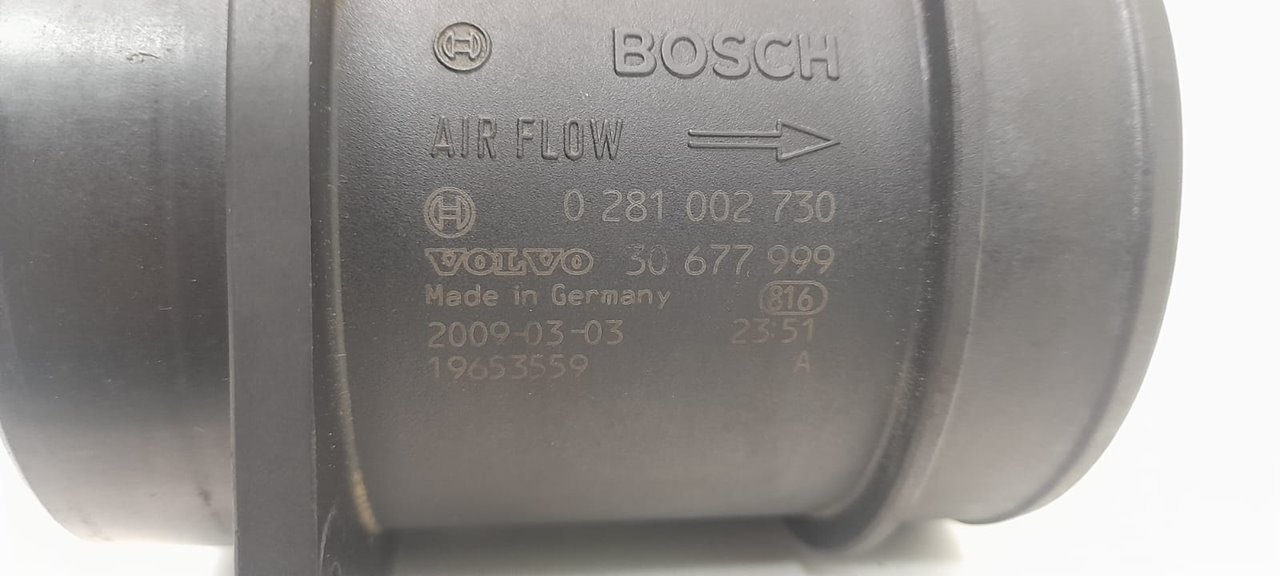 BOSCH
AIR FLOW
0 281 002 730
VOLVO 30 677 999
Made in Germany 816
2009-03-03 23:51
19653559 A